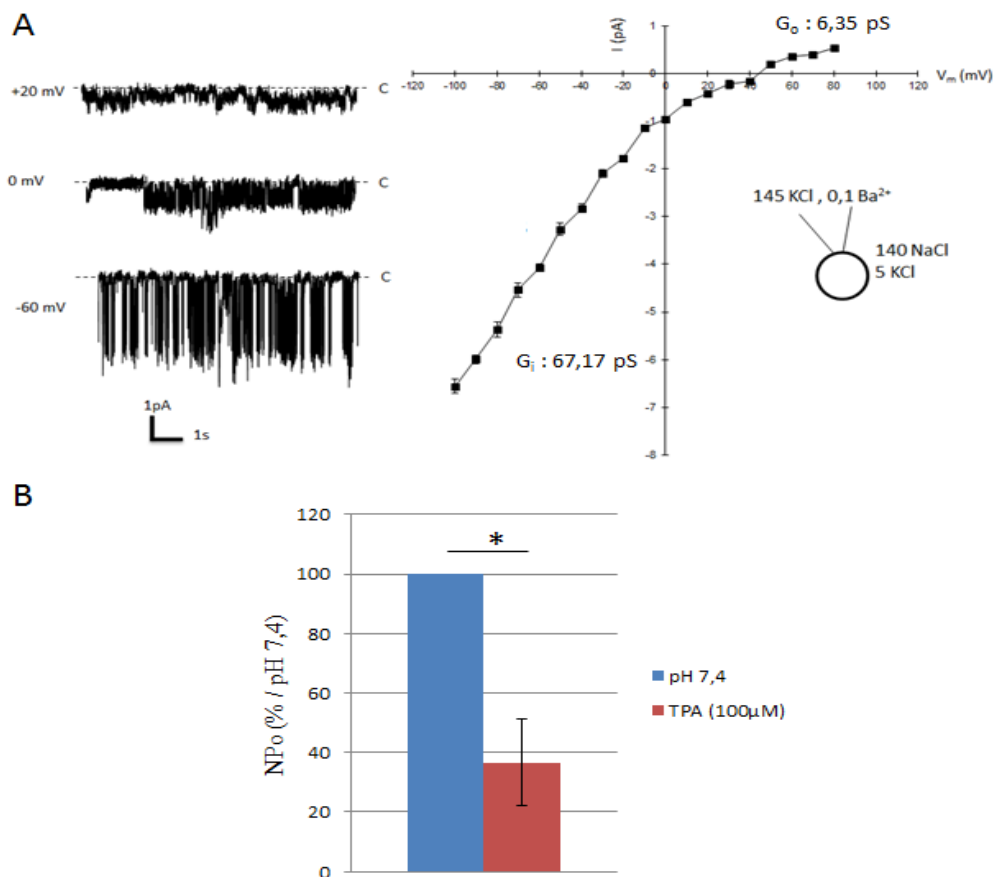 A
+20 mV
C
0 mV
C
-60 mV
C
1pA
1s
I (pA)
G₀ : 6,35 pS
Vm (mV)
-120 -100 -80 -60 -40 -20 0 20 40 60 80 100 120
1
0
-1
-2
-3
-4
-5
-6
-7
-8
145 KCl , 0,1 Ba²⁺
140 NaCl
5 KCl
Gi : 67,17 pS
B
NPo (% / pH 7,4)
120
100
80
60
40
20
0
*
pH 7,4
TPA (100µM)